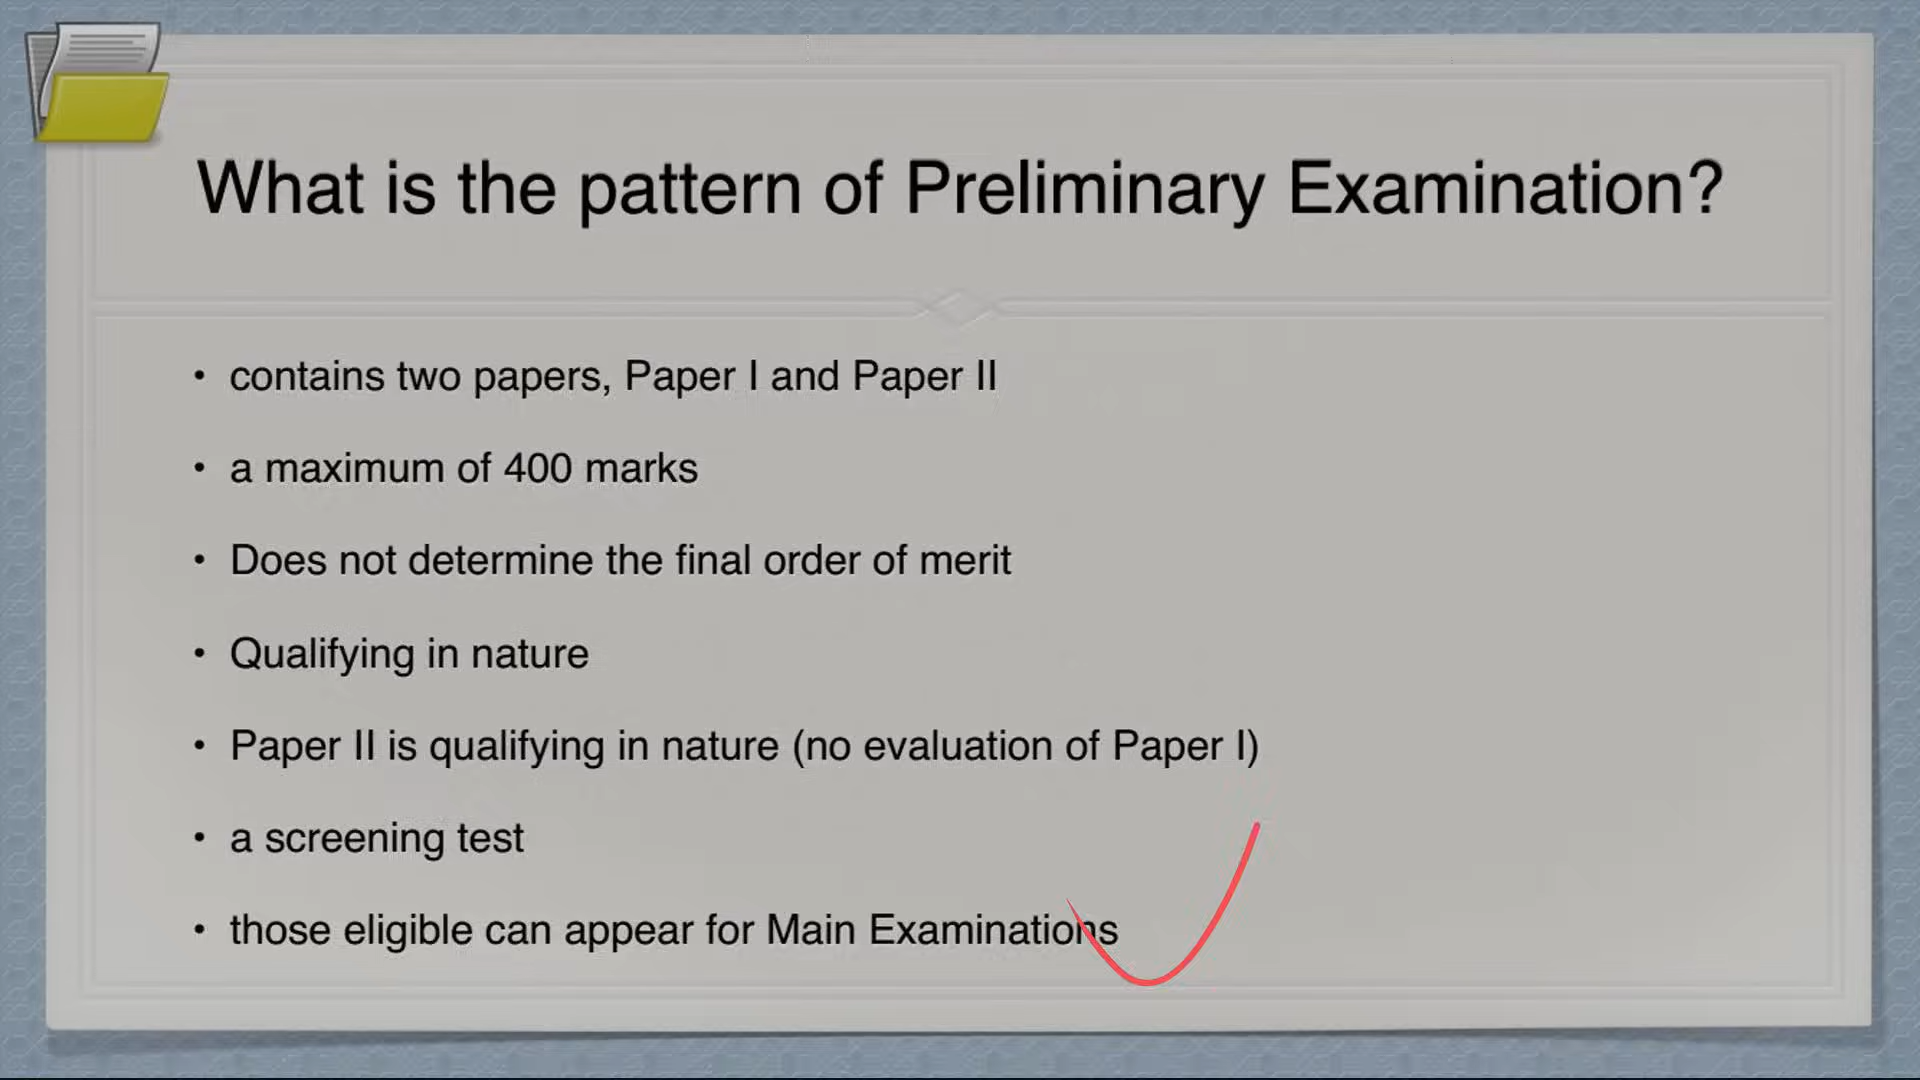 What is the pattern of Preliminary Examination?
• contains two papers, Paper I and Paper II
• a maximum of 400 marks
• Does not determine the final order of merit
• Qualifying in nature
• Paper II is qualifying in nature (no evaluation of Paper I)
• a screening test
• those eligible can appear for Main Examinations